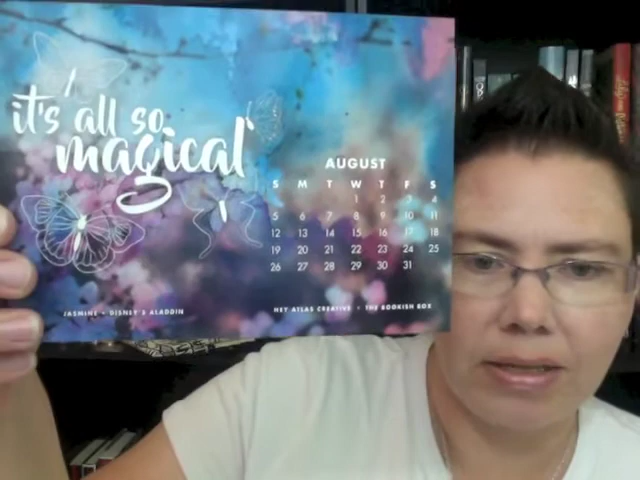 it's all so
magical
AUGUST
S M T W T F S
1 2 3 4
5 6 7 8 9 10 11
12 13 14 15 16 17 18
19 20 21 22 23 24 25
26 27 28 29 30 31
JASMINE • DISNEY'S ALADDIN
HEY ATLAS CREATIVE • THE BOOKISH BOX